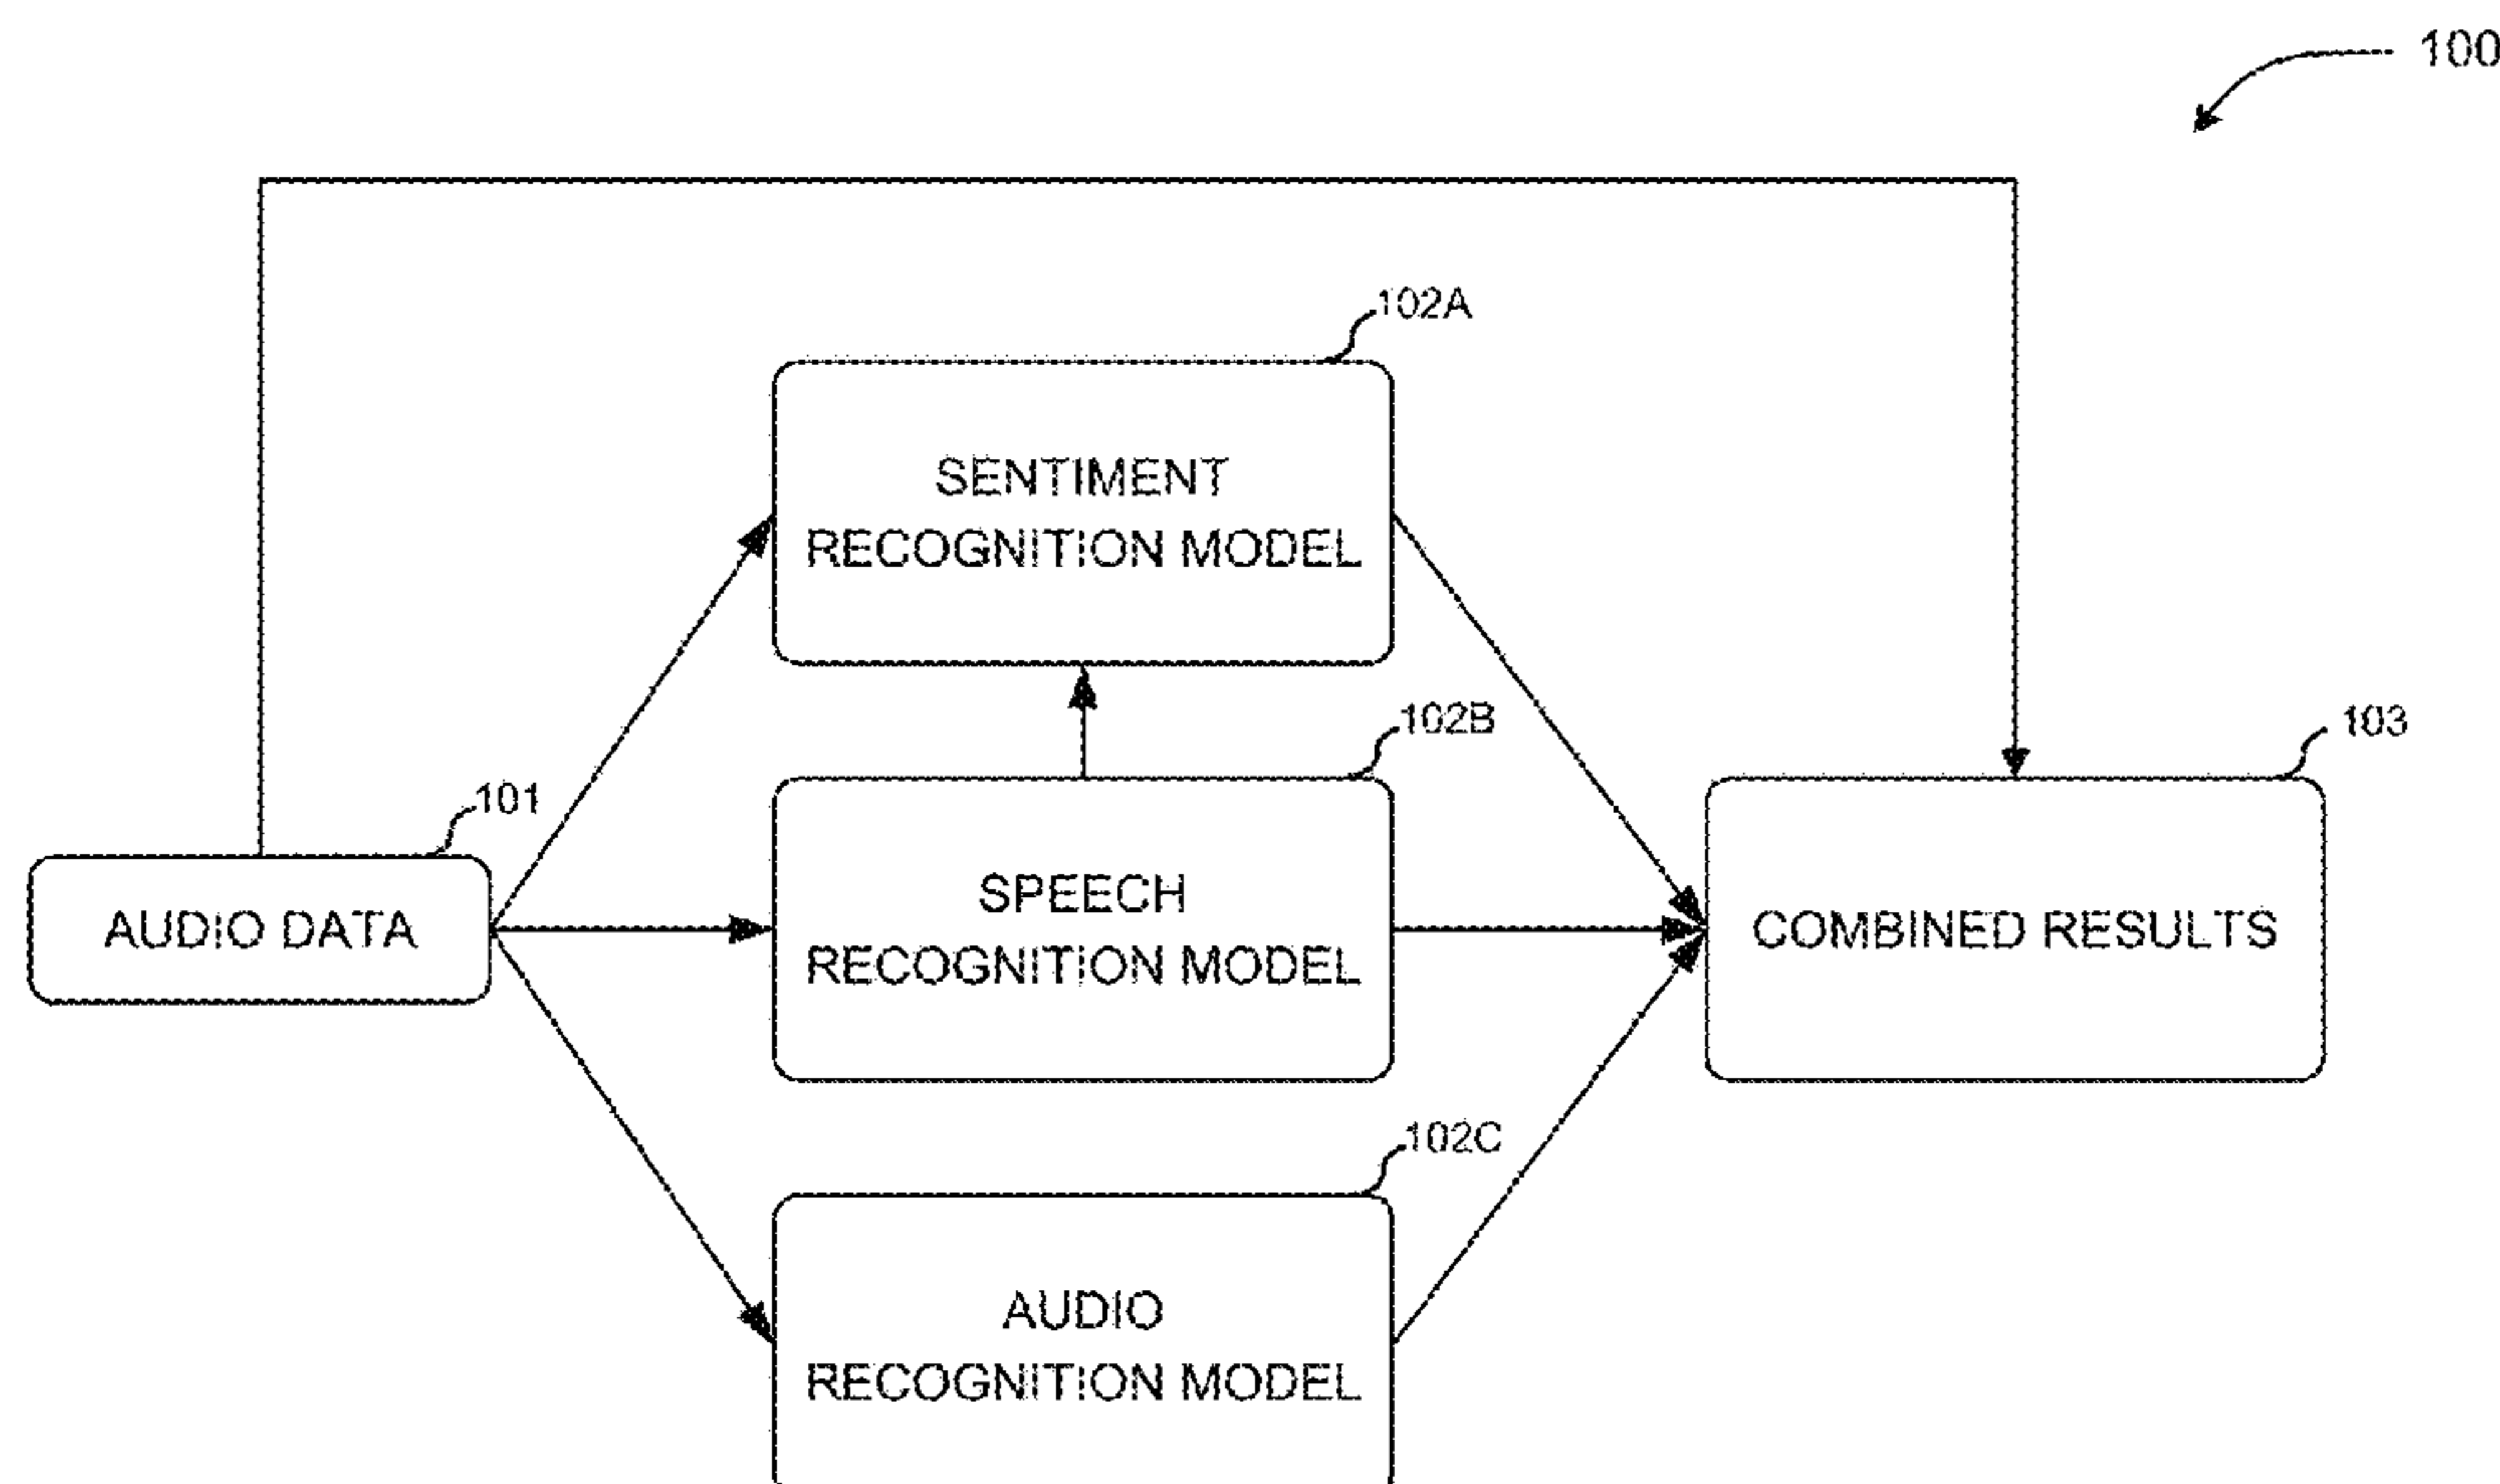 100
102A
SENTIMENT
RECOGNITION MODEL
102B
103
101
SPEECH
RECOGNITION MODEL
AUDIO DATA
COMBINED RESULTS
102C
AUDIO
RECOGNITION MODEL